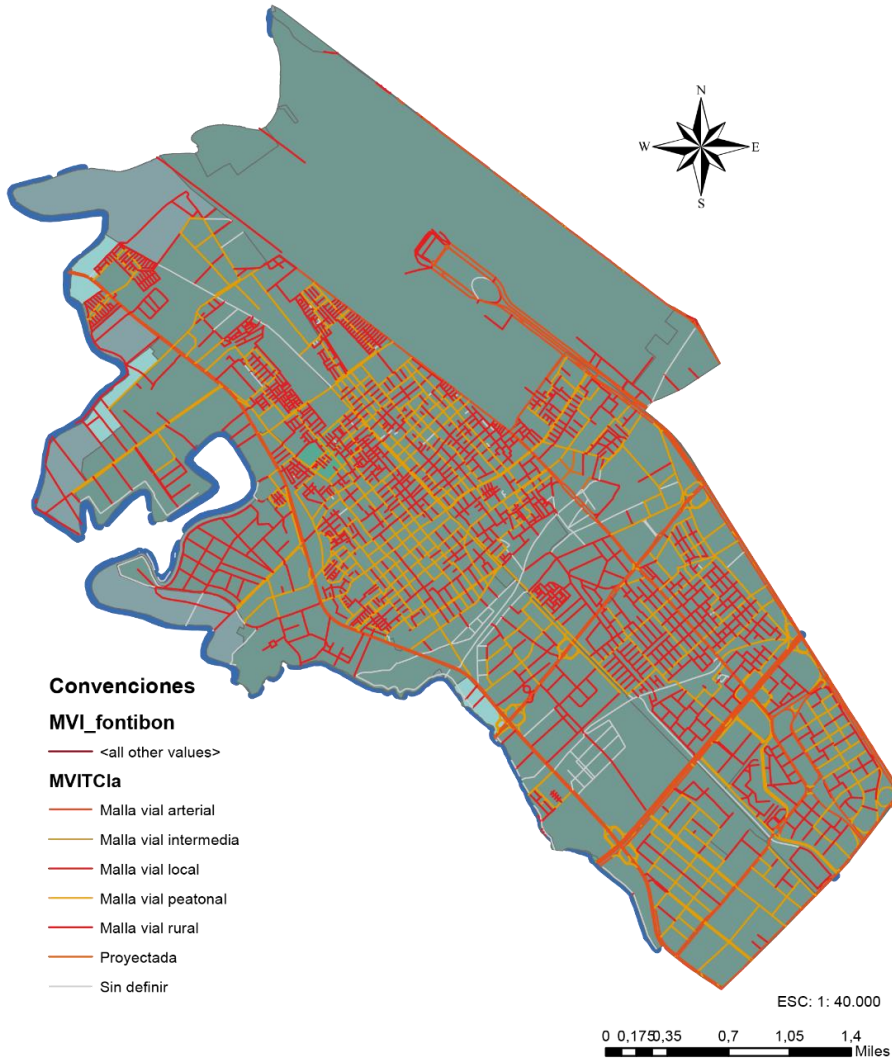 N
W E
S
Convenciones
MVI_fontibon
<all other values>
MVITCla
Malla vial arterial
Malla vial intermedia
Malla vial local
Malla vial peatonal
Malla vial rural
Proyectada
Sin definir
ESC: 1: 40.000
0 0,1750,35 0,7 1,05 1,4
Miles